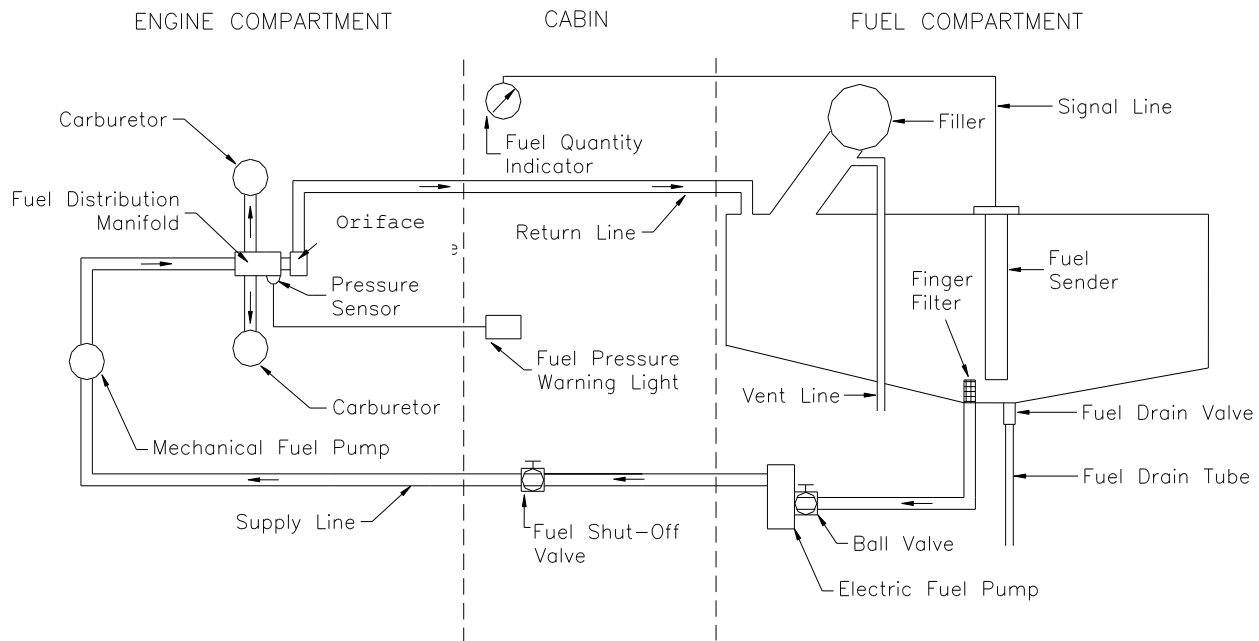 ENGINE COMPARTMENT
CABIN
FUEL COMPARTMENT
Carburetor
Fuel Quantity
Indicator
Filler
Signal Line
Fuel Distribution
Manifold
Oriface
e
Return Line
Pressure
Sensor
Finger
Filter
Fuel
Sender
Fuel Pressure
Warning Light
Vent Line
Carburetor
Fuel Drain Valve
Mechanical Fuel Pump
Fuel Drain Tube
Supply Line
Fuel Shut-Off
Valve
Ball Valve
Electric Fuel Pump